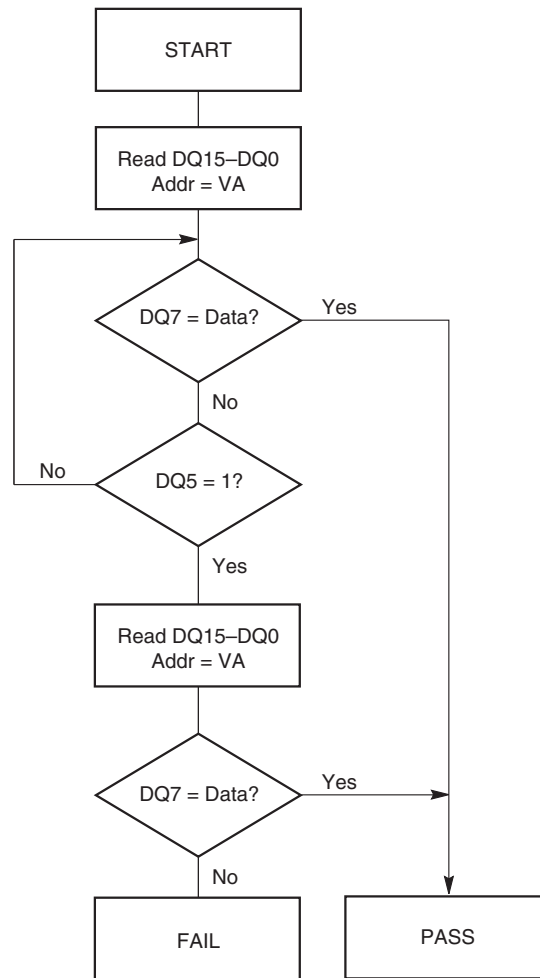 START
Read DQ15–DQ0
Addr = VA
DQ7 = Data?
Yes
No
DQ5 = 1?
No
Yes
Read DQ15–DQ0
Addr = VA
DQ7 = Data?
Yes
No
FAIL
PASS